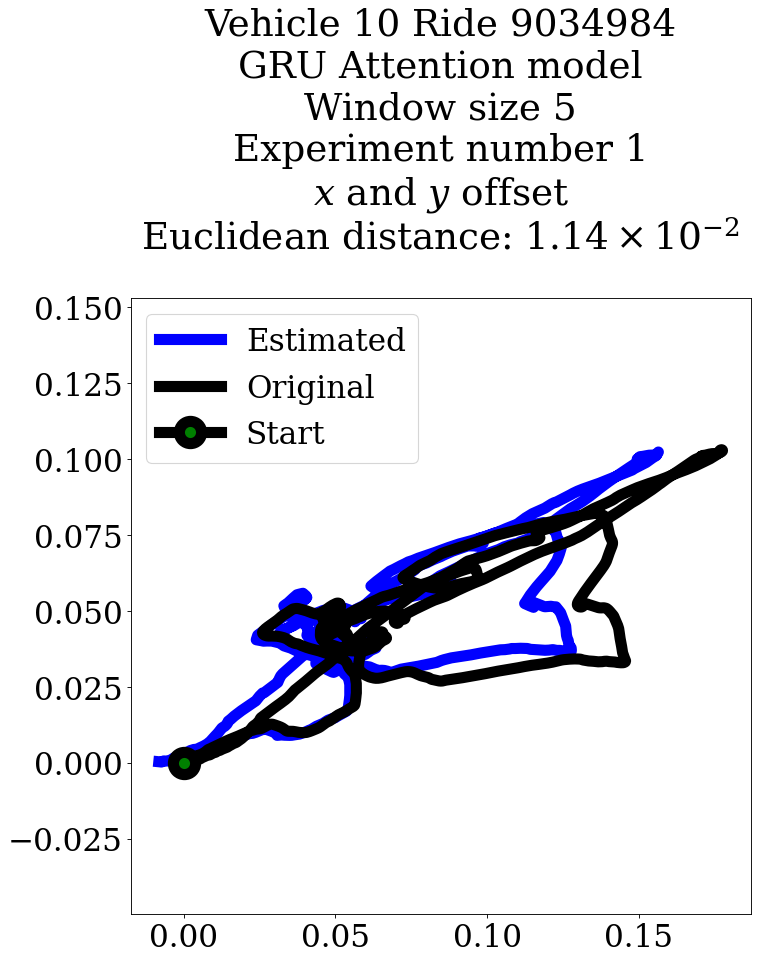 Vehicle 10 Ride 9034984
GRU Attention model
Window size 5
Experiment number 1
x and y offset
Euclidean distance: 1.14 × 10⁻²
0.150
0.125
0.100
0.075
0.050
0.025
0.000
−0.025
Estimated
Original
Start
0.00 0.05 0.10 0.15